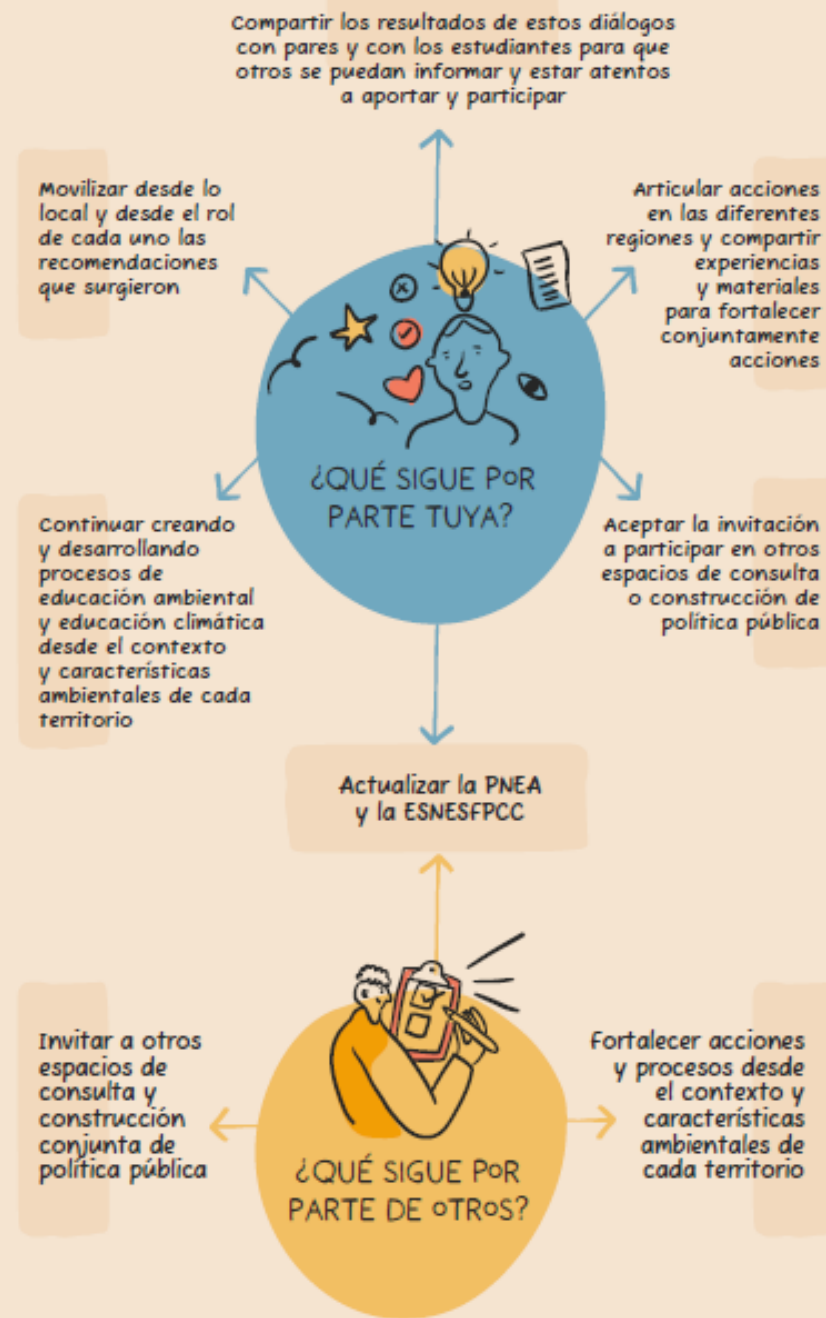 Compartir los resultados de estos diálogos
con pares y con los estudiantes para que
otros se puedan informar y estar atentos
a aportar y participar
Movilizar desde lo
local y desde el rol
de cada uno las
recomendaciones
que surgieron
Articular acciones
en las diferentes
regiones y compartir
experiencias
y materiales
para fortalecer
conjuntamente
acciones
¿QUÉ SIGUE POR
PARTE TUYA?
Continuar creando
y desarrollando
procesos de
educación ambiental
y educación climática
desde el contexto
y características
ambientales de cada
territorio
Aceptar la invitación
a participar en otros
espacios de consulta
o construcción de
política pública
Actualizar la PNEA
y la ESNESFPCC
Invitar a otros
espacios de
consulta y
construcción
conjunta de
política pública
Fortalecer acciones
y procesos desde
el contexto y
características
ambientales de
cada territorio
¿QUÉ SIGUE POR
PARTE DE OTROS?